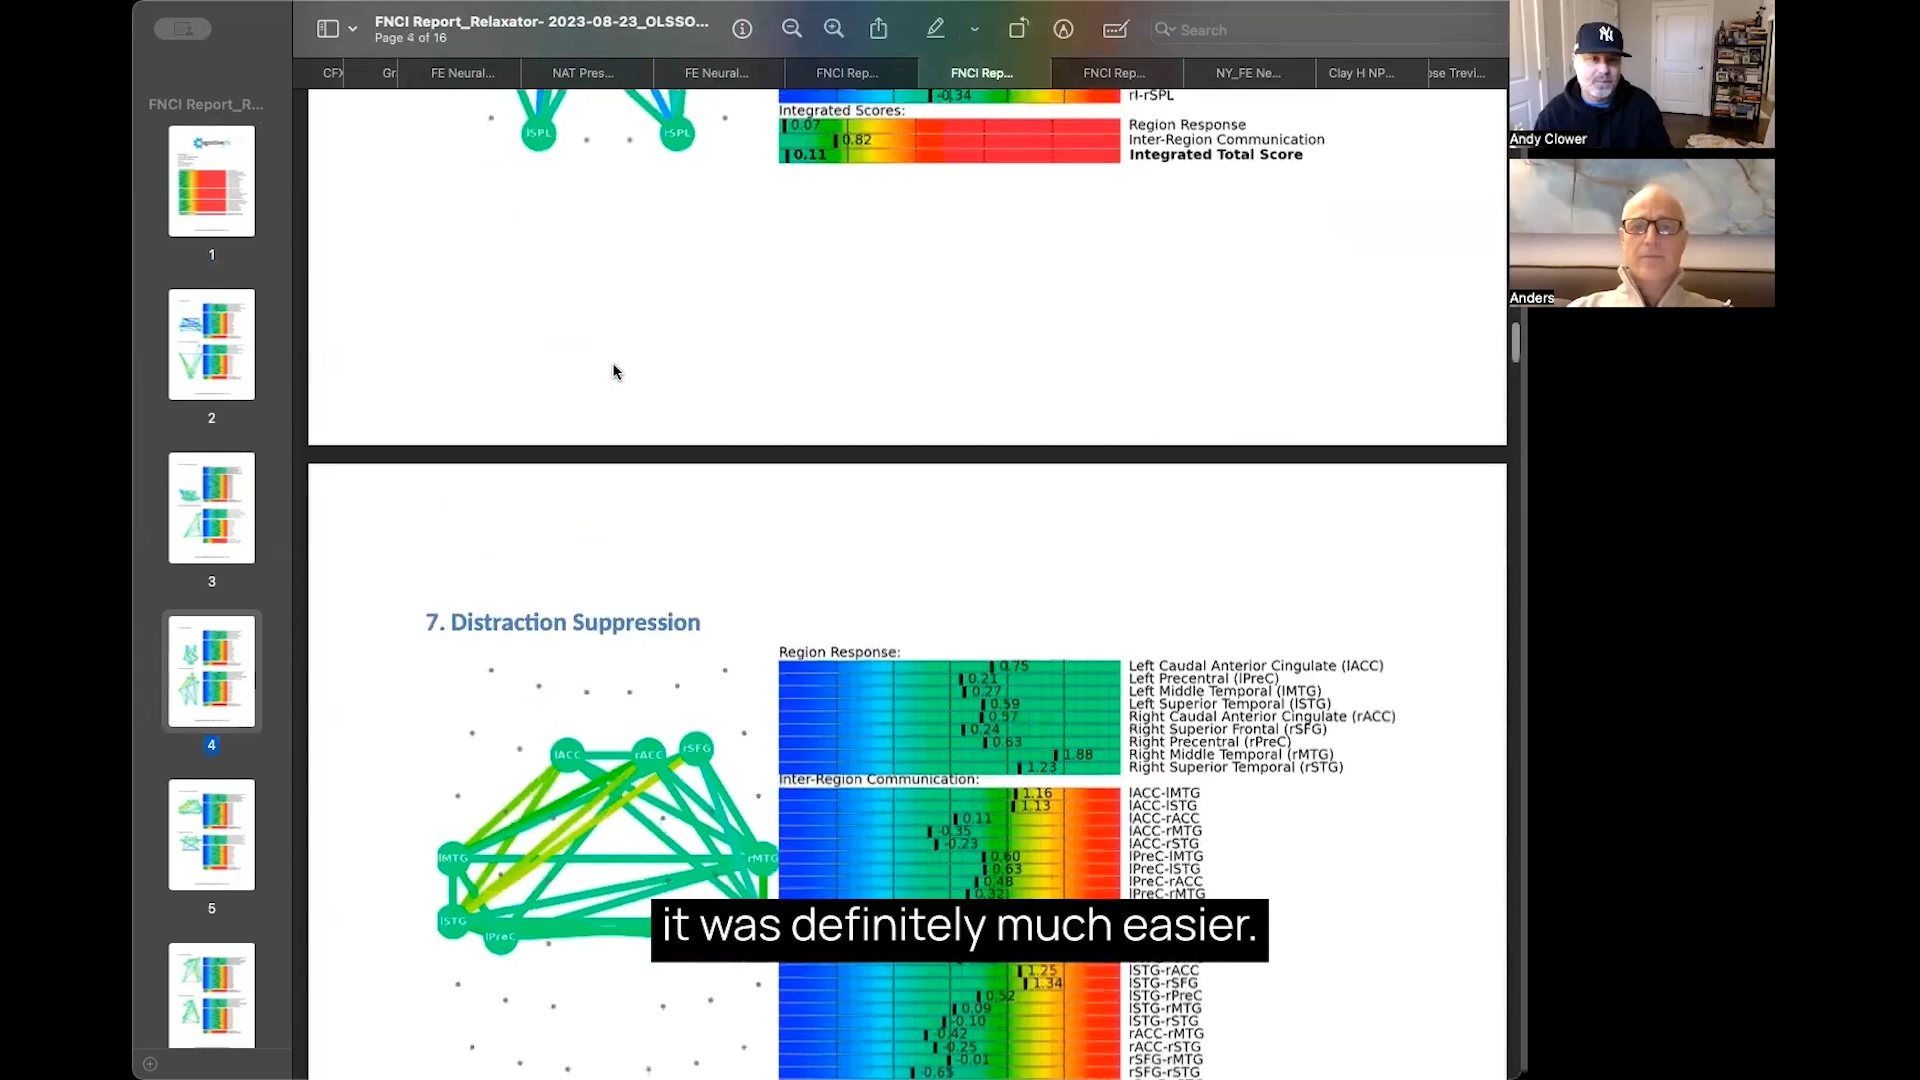 FNCI Report_Relaxator- 2023-08-23_OLSSO...
Page 4 of 16
Search
CFX
Gr
FE Neural...
NAT Pres...
FE Neural...
FNCI Rep...
FNCI Rep...
FNCI Rep...
NY_FE Ne...
Clay H NP...
ose Trevi...
FNCI Report_R...
1
2
3
4
5
lSPL
rSPL
-0.34 rI-rSPL
Integrated Scores:
0.07 Region Response
0.82 Inter-Region Communication
0.11 Integrated Total Score
7. Distraction Suppression
Region Response:
0.75 Left Caudal Anterior Cingulate (lACC)
0.21 Left Precentral (lPreC)
0.27 Left Middle Temporal (lMTG)
0.59 Left Superior Temporal (lSTG)
0.57 Right Caudal Anterior Cingulate (rACC)
0.24 Right Superior Frontal (rSFG)
0.63 Right Precentral (rPreC)
1.88 Right Middle Temporal (rMTG)
1.23 Right Superior Temporal (rSTG)
Inter-Region Communication:
1.16 lACC-lMTG
1.13 lACC-lSTG
0.11 lACC-rACC
-0.35 lACC-rMTG
-0.23 lACC-rSTG
0.60 lPreC-lMTG
0.63 lPreC-lSTG
0.48 lPreC-rACC
0.32 lPreC-rMTG
1.25 lSTG-rACC
1.34 lSTG-rSFG
0.52 lSTG-rPreC
0.09 lSTG-rMTG
-0.10 lSTG-rSTG
-0.42 rACC-rMTG
-0.25 rACC-rSTG
-0.01 rSFG-rMTG
-0.65 rSFG-rSTG
lACC
rACC
rSFG
lMTG
rMTG
lSTG
lPreC
it was definitely much easier.
Andy Clower
Anders
NY